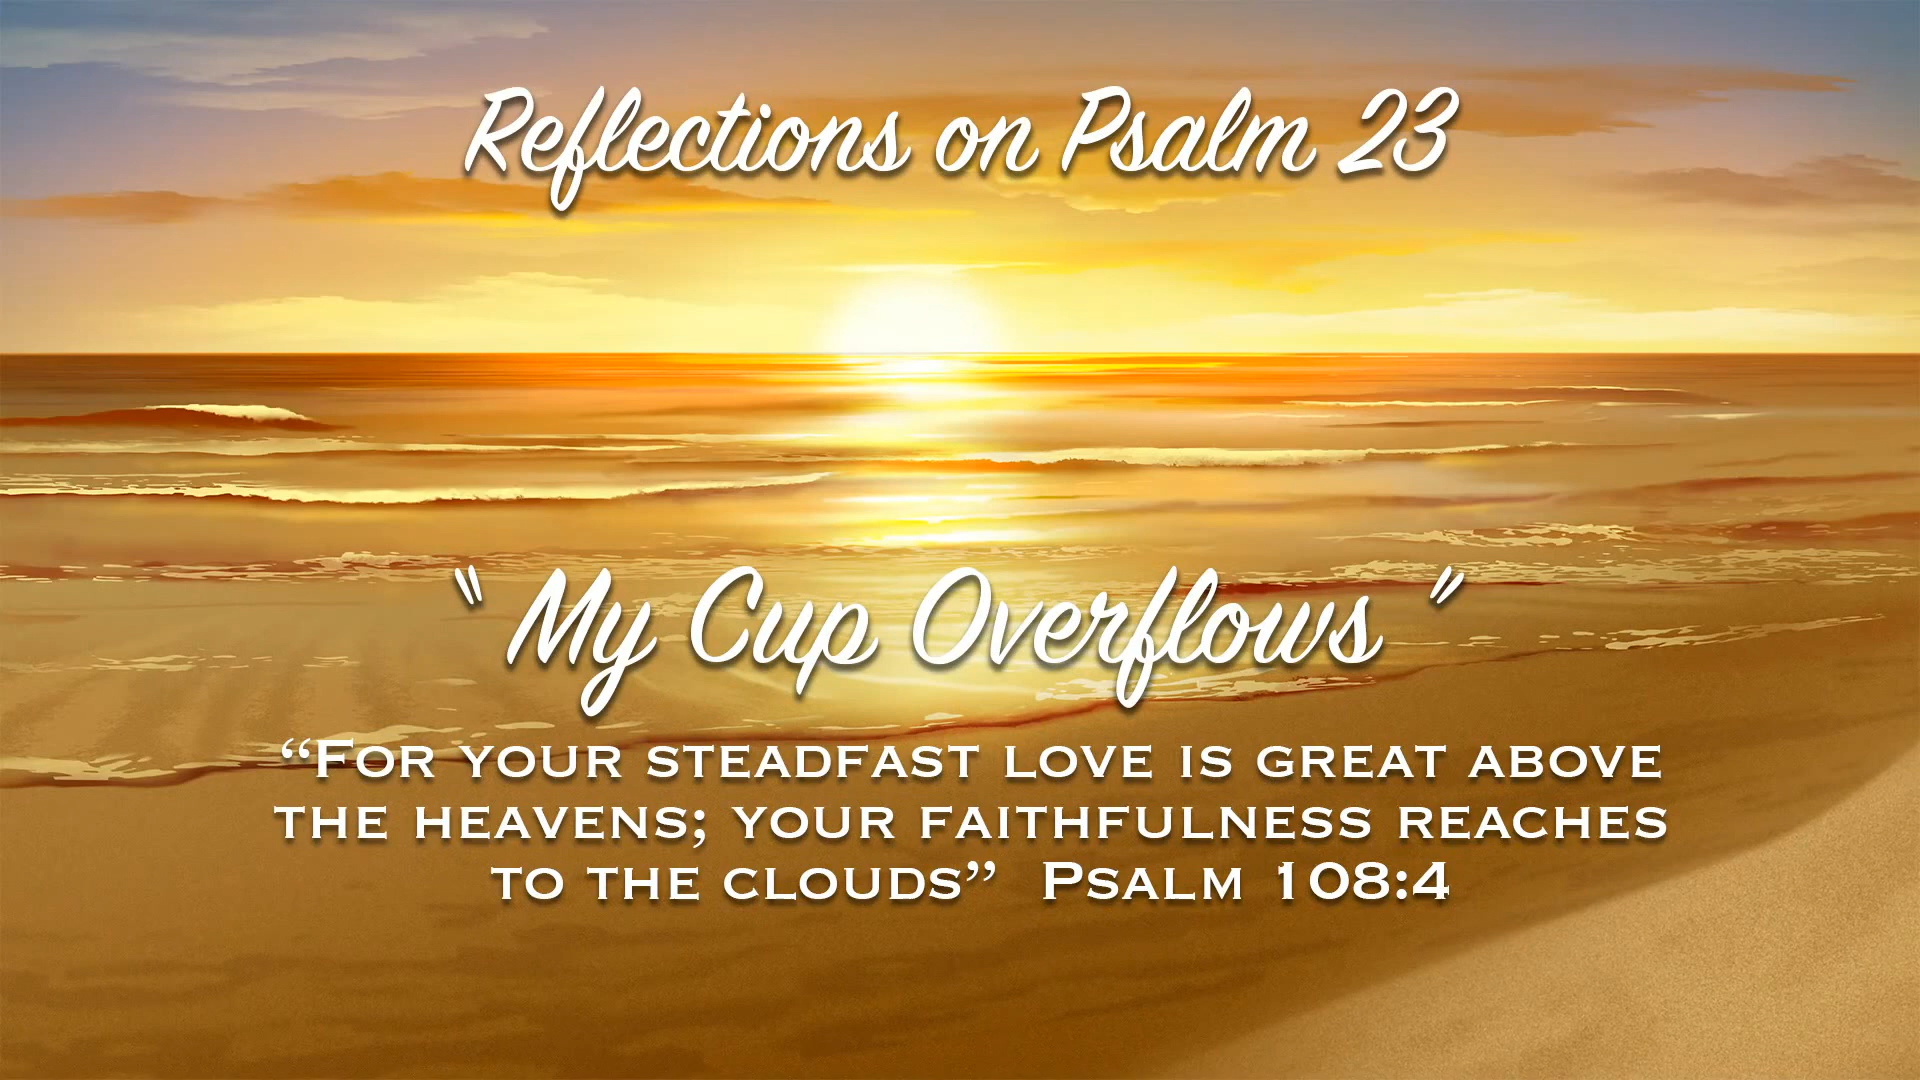 Reflections on Psalm 23
“ My Cup Overflows ”
“For your steadfast love is great above
the heavens; your faithfulness reaches
to the clouds” Psalm 108:4